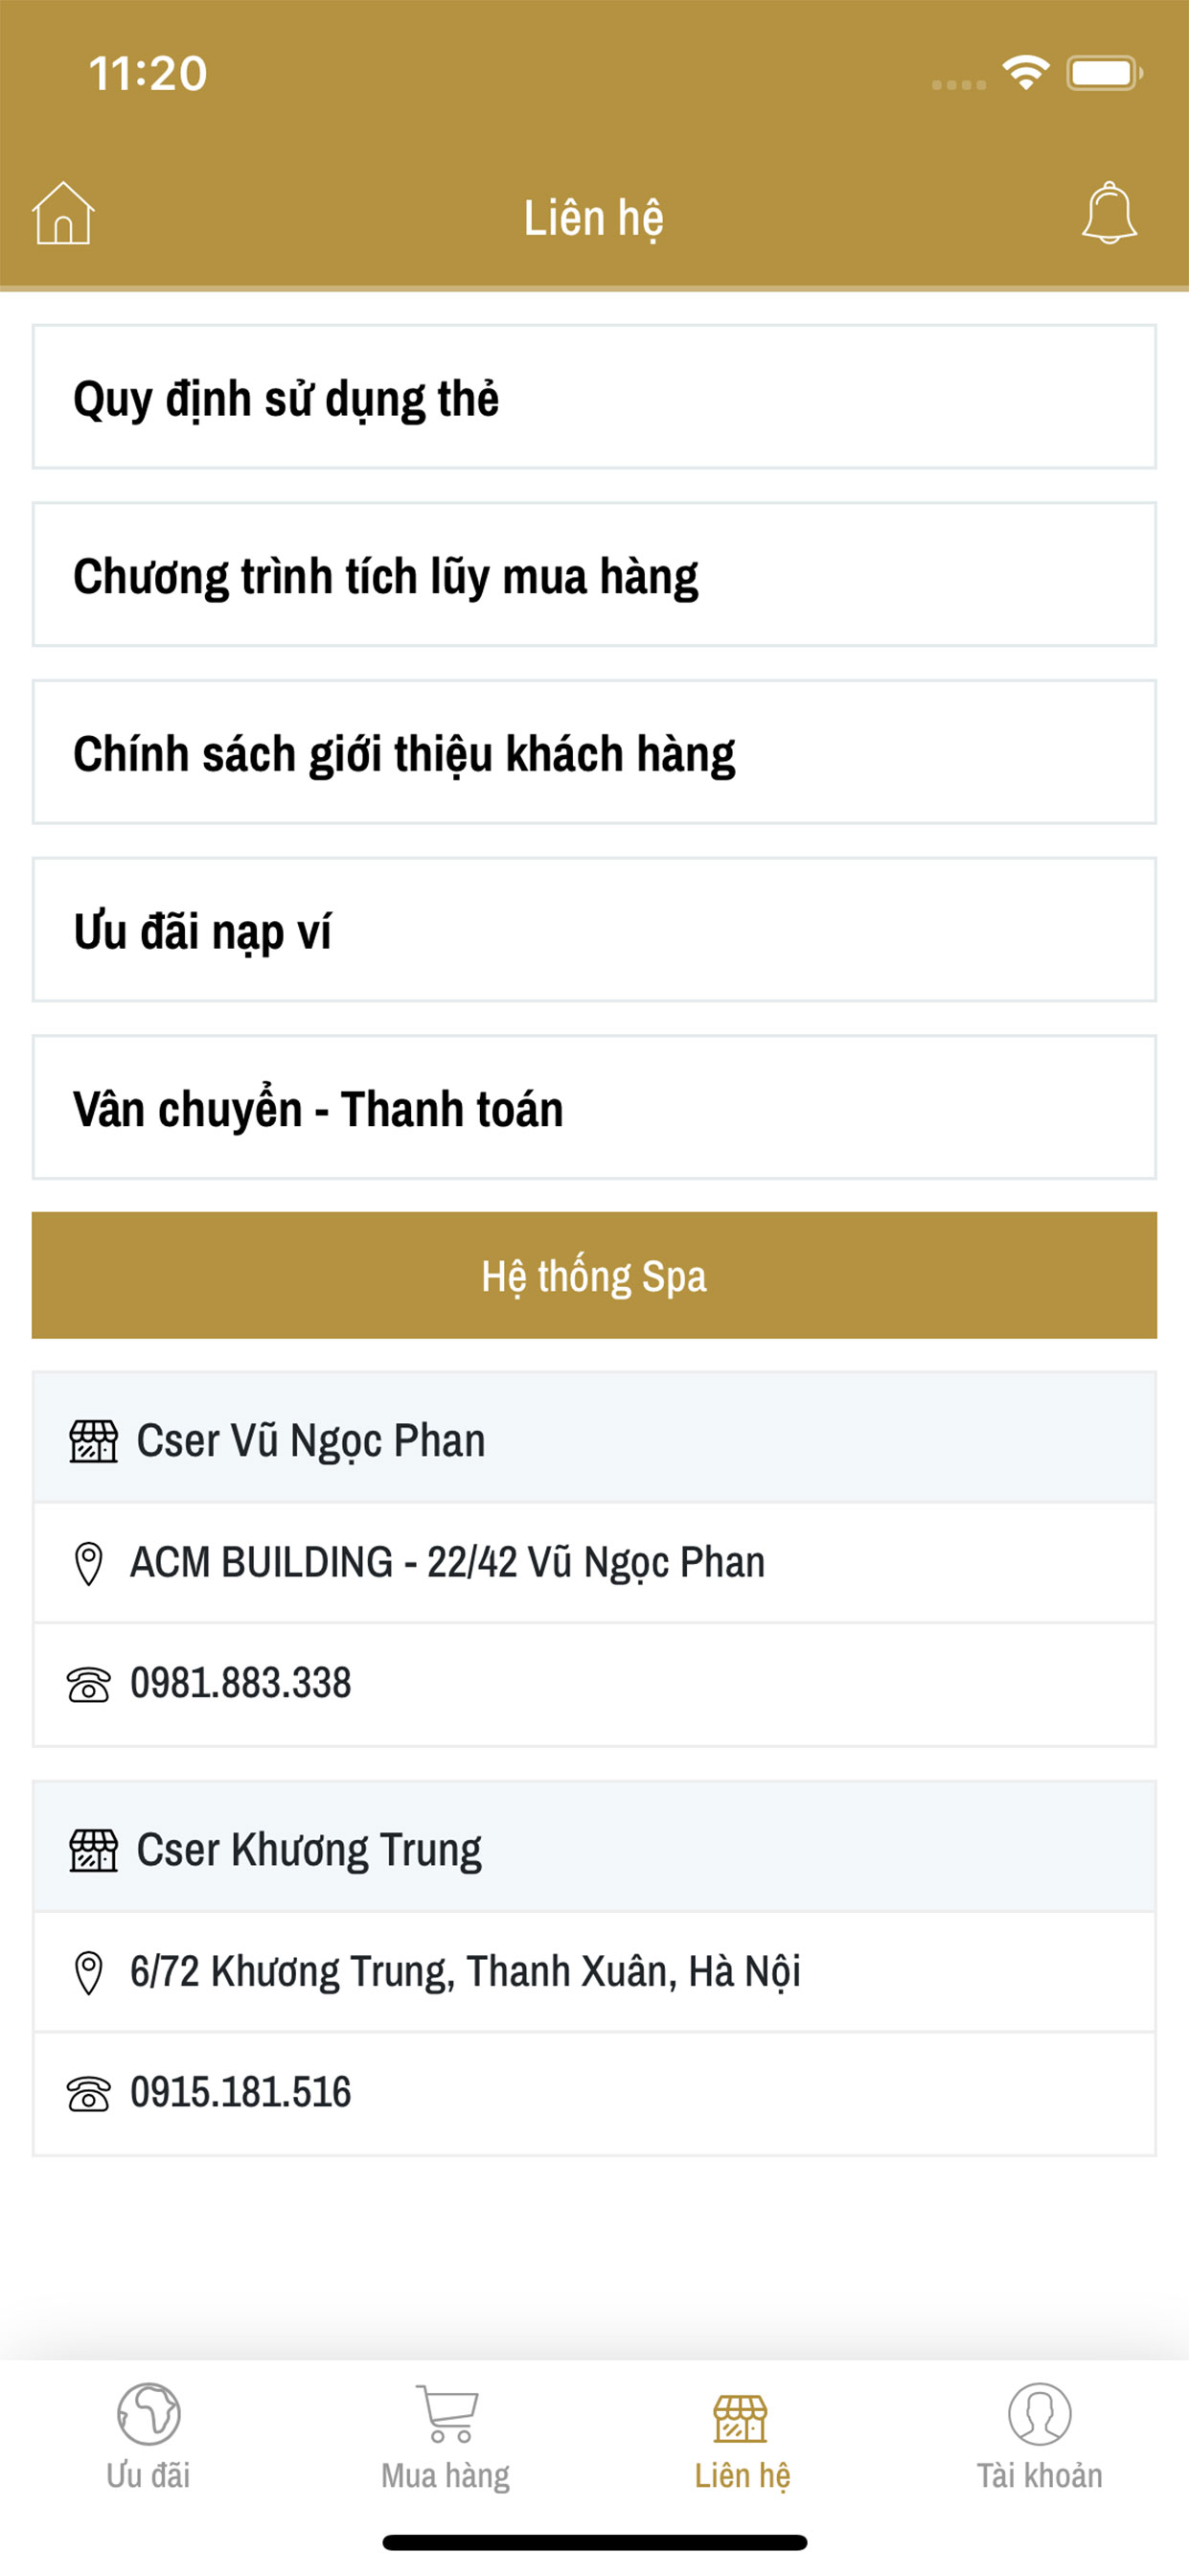 11:20
Liên hệ
Quy định sử dụng thẻ
Chương trình tích lũy mua hàng
Chính sách giới thiệu khách hàng
Ưu đãi nạp ví
Vân chuyển - Thanh toán
Hệ thống Spa
Cser Vũ Ngọc Phan
ACM BUILDING - 22/42 Vũ Ngọc Phan
0981.883.338
Cser Khương Trung
6/72 Khương Trung, Thanh Xuân, Hà Nội
0915.181.516
Ưu đãi
Mua hàng
Liên hệ
Tài khoản